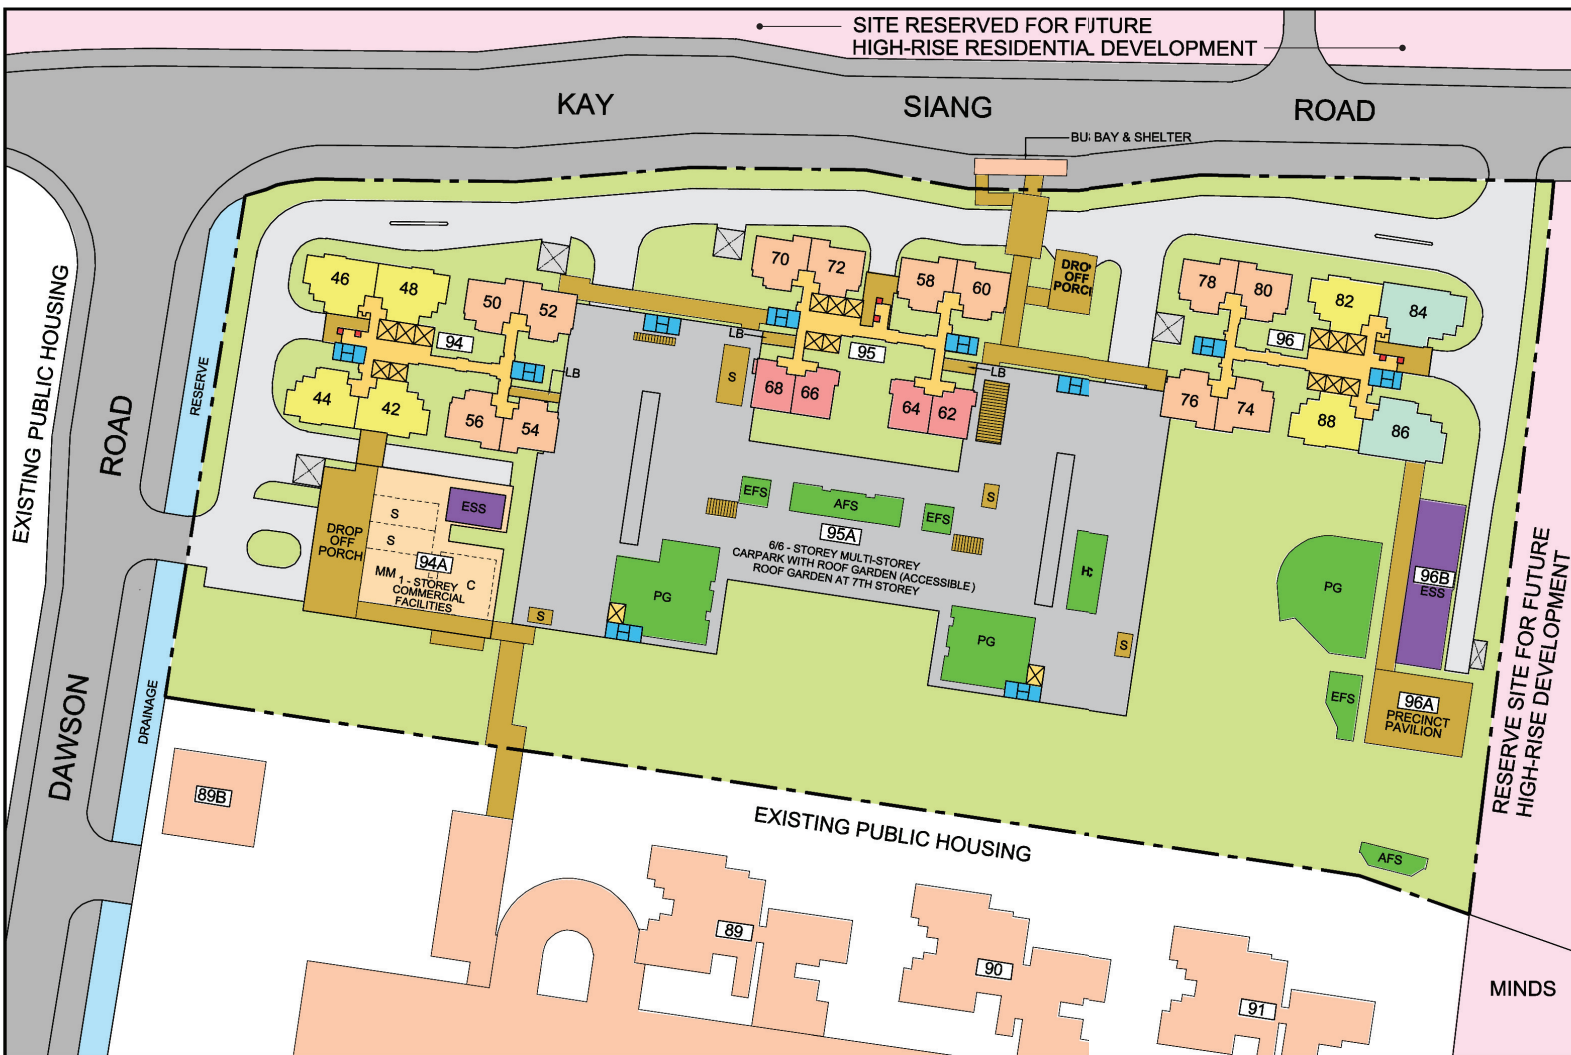 SITE RESERVED FOR FUTURE
HIGH-RISE RESIDENTIAL DEVELOPMENT
KAY SIANG ROAD
BUS BAY & SHELTER
EXISTING PUBLIC HOUSING
DAWSON ROAD
RESERVE
DRAINAGE
46
48
50
52
94
44
42
56
54
LB
70
72
58
60
LB
95
68
66
64
62
LB
S
DROP
OFF
PORCH
78
80
82
84
96
76
74
88
86
DROP
OFF
PORCH
S
S
ESS
94A
MM
C
1 - STOREY
COMMERCIAL
FACILITIES
S
EFS
AFS
EFS
S
95A
6/6 - STOREY MULTI-STOREY
CARPARK WITH ROOF GARDEN (ACCESSIBLE)
ROOF GARDEN AT 7TH STOREY
PG
PG
S
PG
96B
ESS
EFS
96A
PRECINCT
PAVILION
AFS
RESERVE SITE FOR FUTURE
HIGH-RISE DEVELOPMENT
EXISTING PUBLIC HOUSING
89B
89
90
91
MINDS